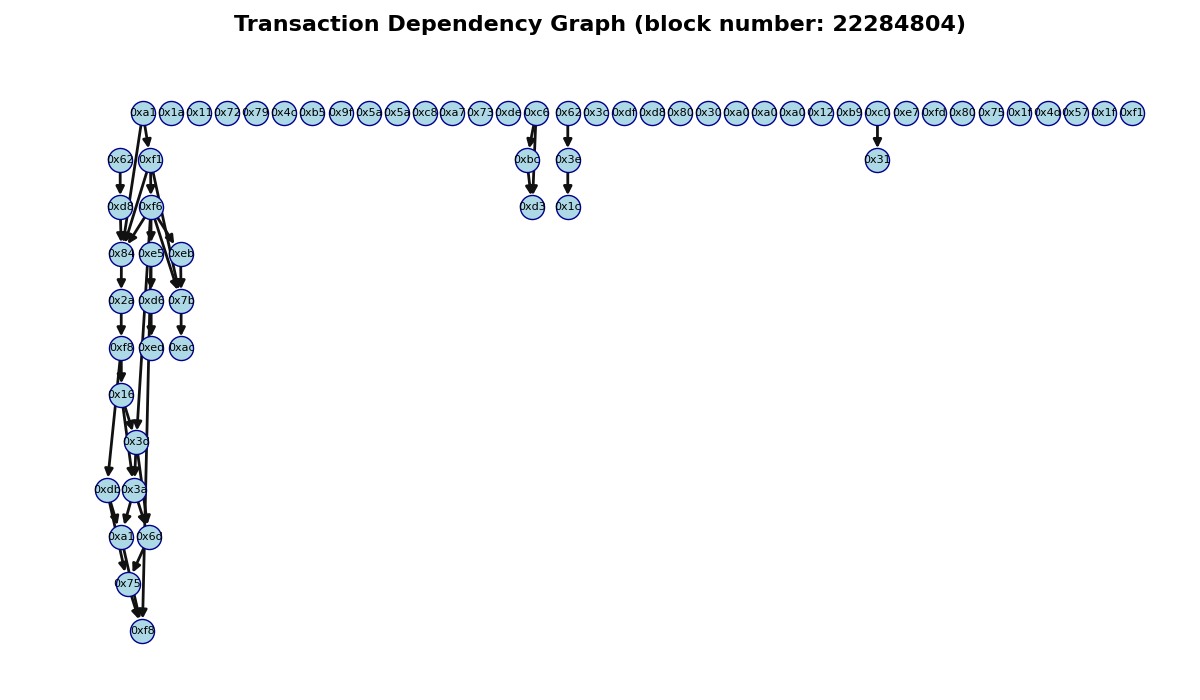 Transaction Dependency Graph (block number: 22284804)
0xa1 0x1a 0x11 0x72 0x79 0x4c 0xb5 0x9f 0x5a 0x5a 0xc8 0xa7 0x73 0xde 0xc6 0x62 0x3c 0xdf 0xd8 0x80 0x30 0xa0 0xa0 0xa0 0x12 0xb9 0xc0 0xe7 0xfd 0x80 0x75 0x1f 0x4d 0x57 0x1f 0xf1
0x62 0xf1 0xbc 0x3e 0x31
0xd8 0xf6 0xd3 0x1c
0x84 0xe5 0xeb
0x2a 0xd6 0x7b
0xf8 0xed 0xac
0x16
0x3c
0xdb 0x3a
0xa1 0x6d
0x75
0xf8